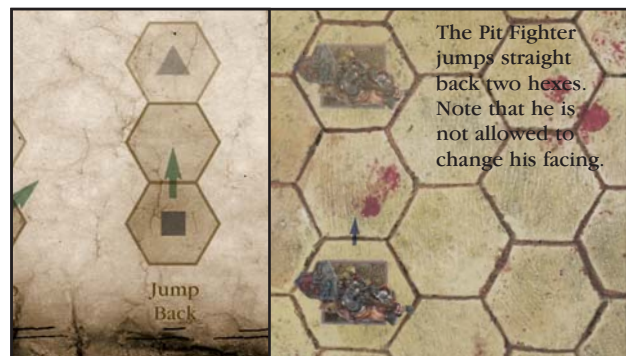 Jump
Back
The Pit Fighter
jumps straight
back two hexes.
Note that he is
not allowed to
change his facing.